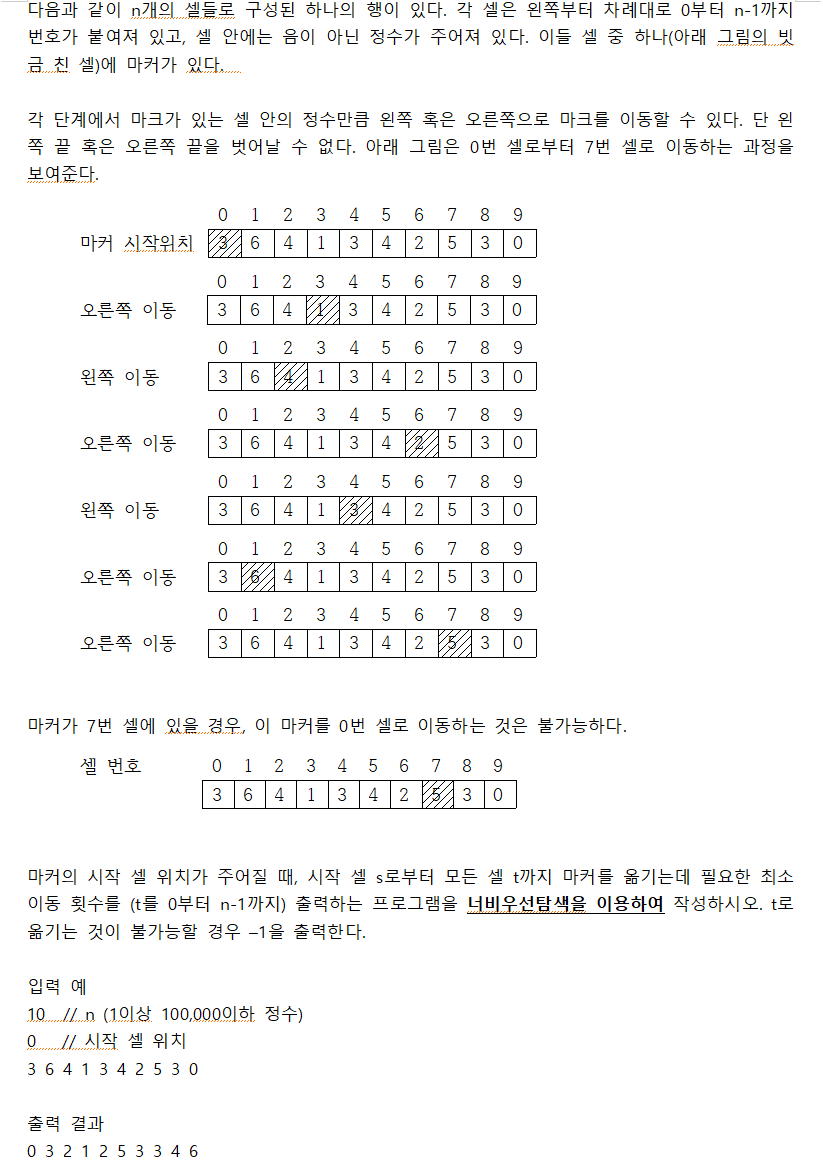 다음과 같이 n개의 셀들로 구성된 하나의 행이 있다. 각 셀은 왼쪽부터 차례대로 0부터 n-1까지
번호가 붙여져 있고, 셀 안에는 음이 아닌 정수가 주어져 있다. 이들 셀 중 하나(아래 그림의 빗
금 친 셀)에 마커가 있다.
각 단계에서 마크가 있는 셀 안의 정수만큼 왼쪽 혹은 오른쪽으로 마크를 이동할 수 있다. 단 왼
쪽 끝 혹은 오른쪽 끝을 벗어날 수 없다. 아래 그림은 0번 셀로부터 7번 셀로 이동하는 과정을
보여준다.
0 1 2 3 4 5 6 7 8 9
마커 시작위치 3 6 4 1 3 4 2 5 3 0
0 1 2 3 4 5 6 7 8 9
오른쪽 이동 3 6 4 1 3 4 2 5 3 0
0 1 2 3 4 5 6 7 8 9
왼쪽 이동 3 6 4 1 3 4 2 5 3 0
0 1 2 3 4 5 6 7 8 9
오른쪽 이동 3 6 4 1 3 4 2 5 3 0
0 1 2 3 4 5 6 7 8 9
왼쪽 이동 3 6 4 1 3 4 2 5 3 0
0 1 2 3 4 5 6 7 8 9
오른쪽 이동 3 6 4 1 3 4 2 5 3 0
0 1 2 3 4 5 6 7 8 9
오른쪽 이동 3 6 4 1 3 4 2 5 3 0
마커가 7번 셀에 있을 경우, 이 마커를 0번 셀로 이동하는 것은 불가능하다.
셀 번호 0 1 2 3 4 5 6 7 8 9
3 6 4 1 3 4 2 5 3 0
마커의 시작 셀 위치가 주어질 때, 시작 셀 s로부터 모든 셀 t까지 마커를 옮기는데 필요한 최소
이동 횟수를 (t를 0부터 n-1까지) 출력하는 프로그램을 너비우선탐색을 이용하여 작성하시오. t로
옮기는 것이 불가능할 경우 –1을 출력한다.
입력 예
10 // n (1이상 100,000이하 정수)
0 // 시작 셀 위치
3 6 4 1 3 4 2 5 3 0
출력 결과
0 3 2 1 2 5 3 3 4 6